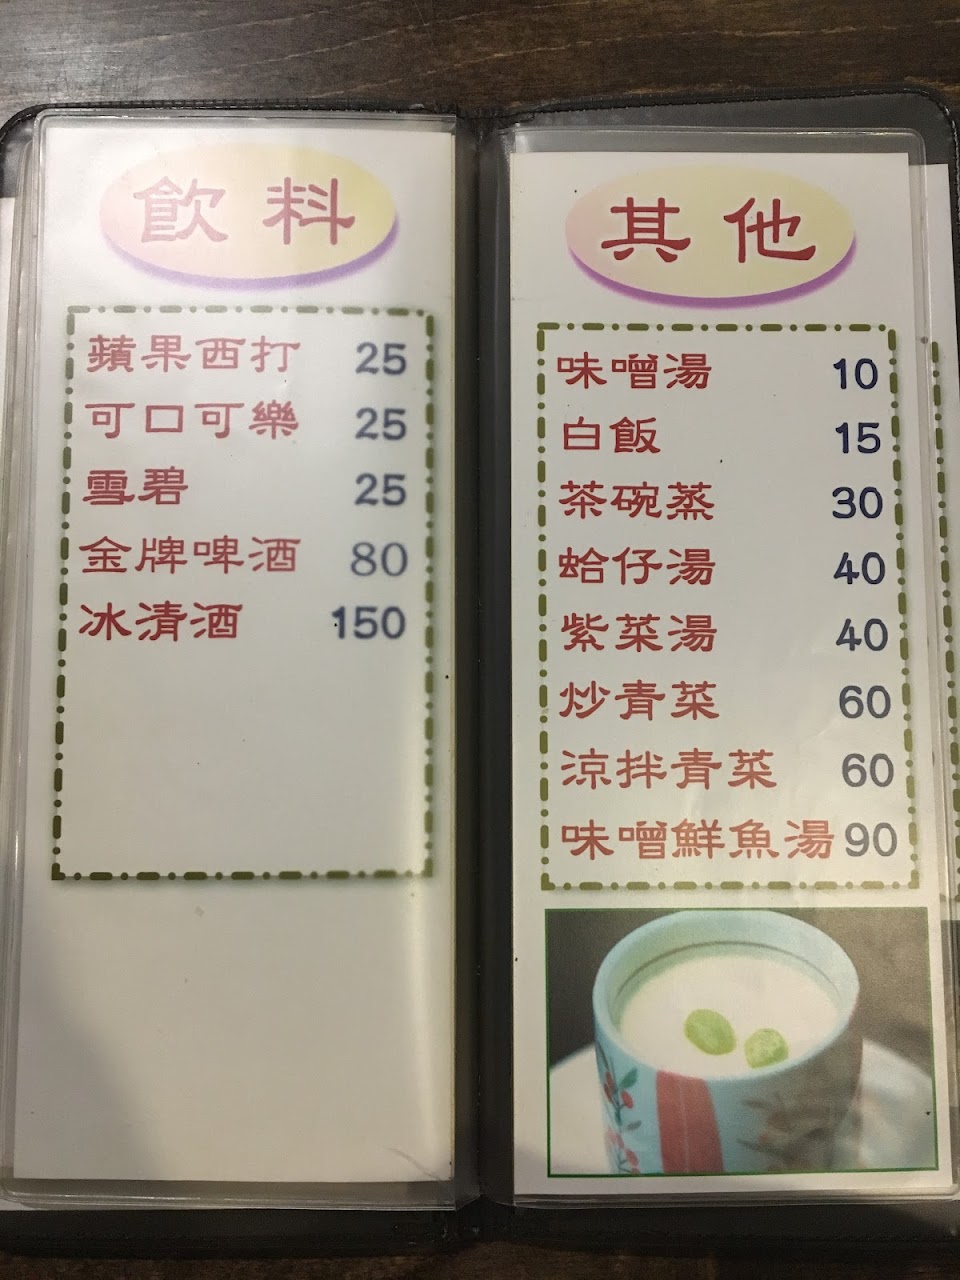 飲料
蘋果西打 25
可口可樂 25
雪碧 25
金牌啤酒 80
冰清酒 150
其他
味噌湯 10
白飯 15
茶碗蒸 30
蛤仔湯 40
紫菜湯 40
炒青菜 60
涼拌青菜 60
味噌鮮魚湯 90